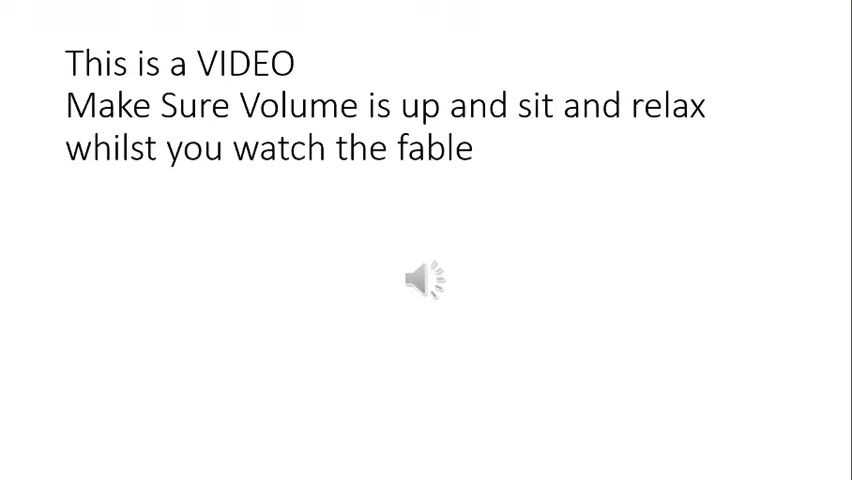 This is a VIDEO
Make Sure Volume is up and sit and relax
whilst you watch the fable